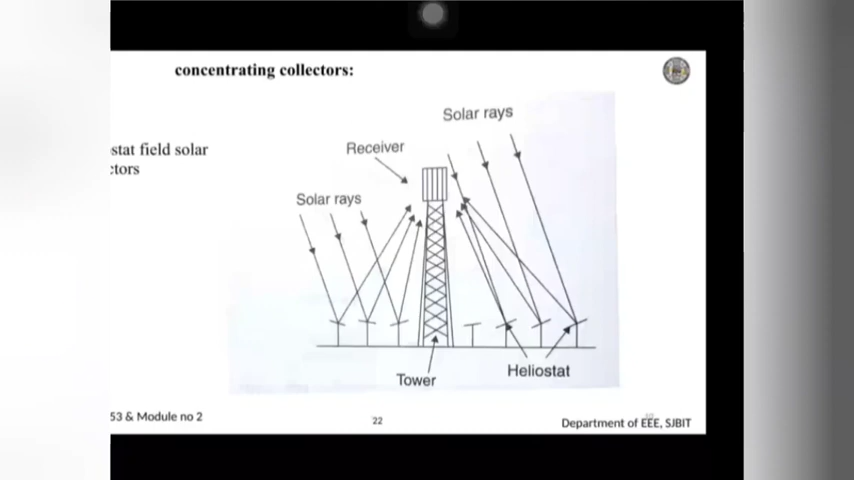 concentrating collectors:
stat field solar
ctors
Solar rays
Receiver
Solar rays
Heliostat
Tower
53 & Module no 2
22
Department of EEE, SJBIT